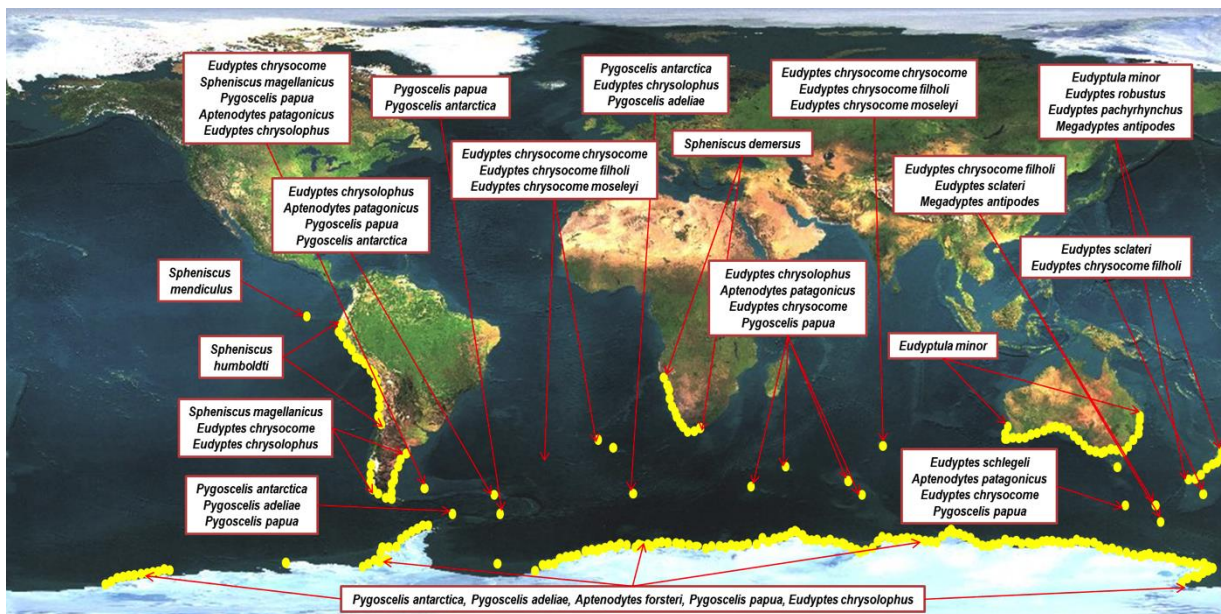 Eudyptes chrysocome
Spheniscus magellanicus
Pygoscelis papua
Aptenodytes patagonicus
Eudyptes chrysolophus
Pygoscelis papua
Pygoscelis antarctica
Pygoscelis antarctica
Eudyptes chrysolophus
Pygoscelis adeliae
Eudyptes chrysocome chrysocome
Eudyptes chrysocome filholi
Eudyptes chrysocome moseleyi
Eudyptula minor
Eudyptes robustus
Eudyptes pachyrhynchus
Megadyptes antipodes
Spheniscus demersus
Eudyptes chrysocome chrysocome
Eudyptes chrysocome filholi
Eudyptes chrysocome moseleyi
Eudyptes chrysocome filholi
Eudyptes sclateri
Megadyptes antipodes
Eudyptes chrysolophus
Aptenodytes patagonicus
Pygoscelis papua
Pygoscelis antarctica
Eudyptes sclateri
Eudyptes chrysocome filholi
Spheniscus
mendiculus
Eudyptes chrysolophus
Aptenodytes patagonicus
Eudyptes chrysocome
Pygoscelis papua
Spheniscus
humboldti
Eudyptula minor
Spheniscus magellanicus
Eudyptes chrysocome
Eudyptes chrysolophus
Eudyptes schlegeli
Aptenodytes patagonicus
Eudyptes chrysocome
Pygoscelis papua
Pygoscelis antarctica
Pygoscelis adeliae
Pygoscelis papua
Pygoscelis antarctica, Pygoscelis adeliae, Aptenodytes forsteri, Pygoscelis papua, Eudyptes chrysolophus